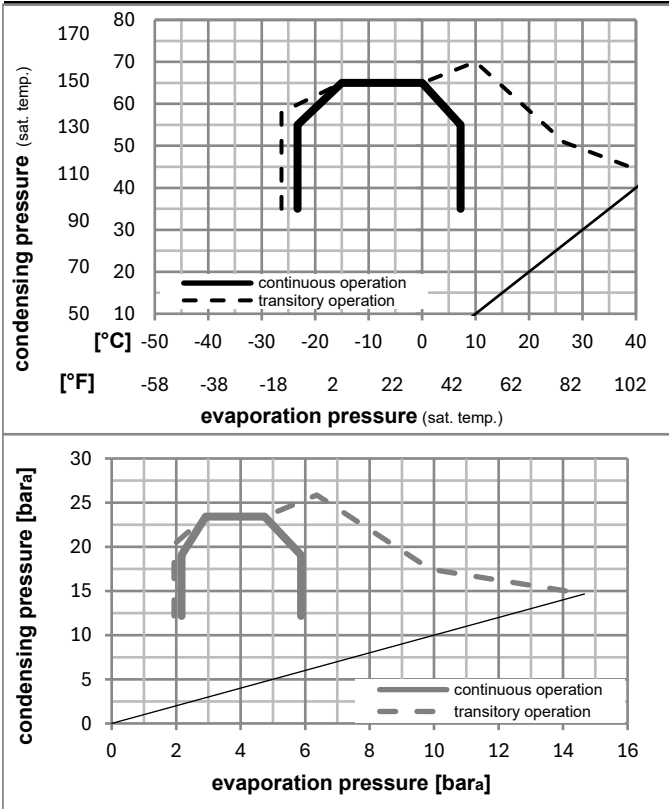 condensing pressure (sat. temp.)
170 80
70
150 60
130 50
110 40
90 30
70 20
50 10
continuous operation
transitory operation
[°C] -50 -40 -30 -20 -10 0 10 20 30 40
[°F] -58 -38 -18 2 22 42 62 82 102
evaporation pressure (sat. temp.)
condensing pressure [bara]
30
25
20
15
10
5
0
continuous operation
transitory operation
0 2 4 6 8 10 12 14 16
evaporation pressure [bara]